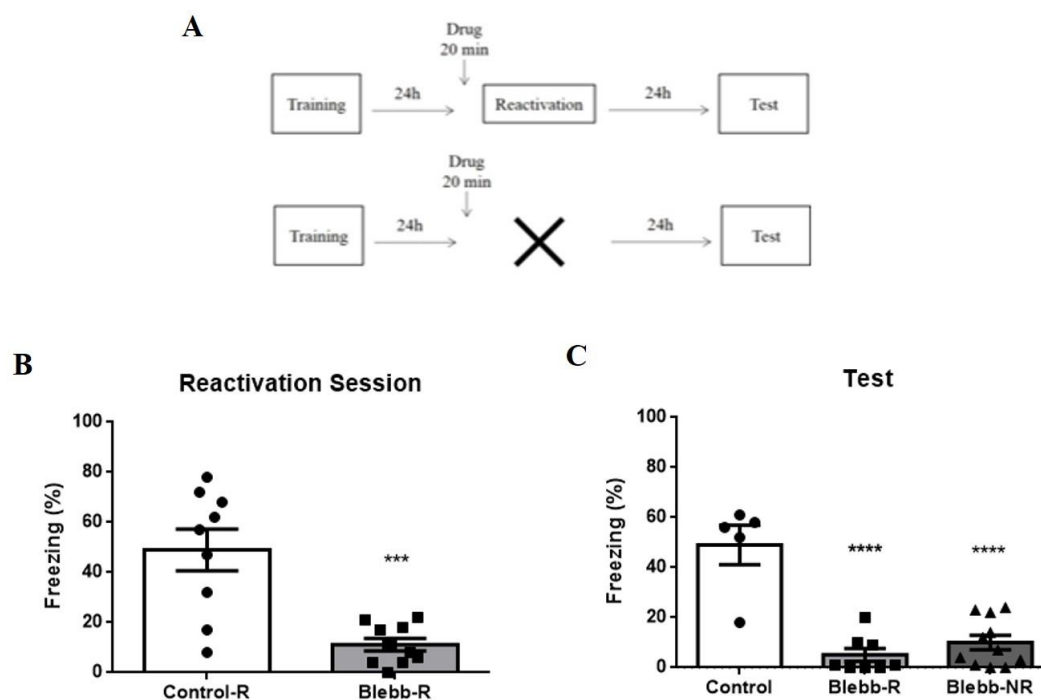 A
Drug
20 min
Training
24h
Reactivation
24h
Test
Drug
20 min
Training
24h
24h
Test
B
Reactivation Session
100
80
60
40
20
0
Freezing (%)
***
Control-R
Blebb-R
C
Test
100
80
60
40
20
0
Freezing (%)
****
****
Control
Blebb-R
Blebb-NR